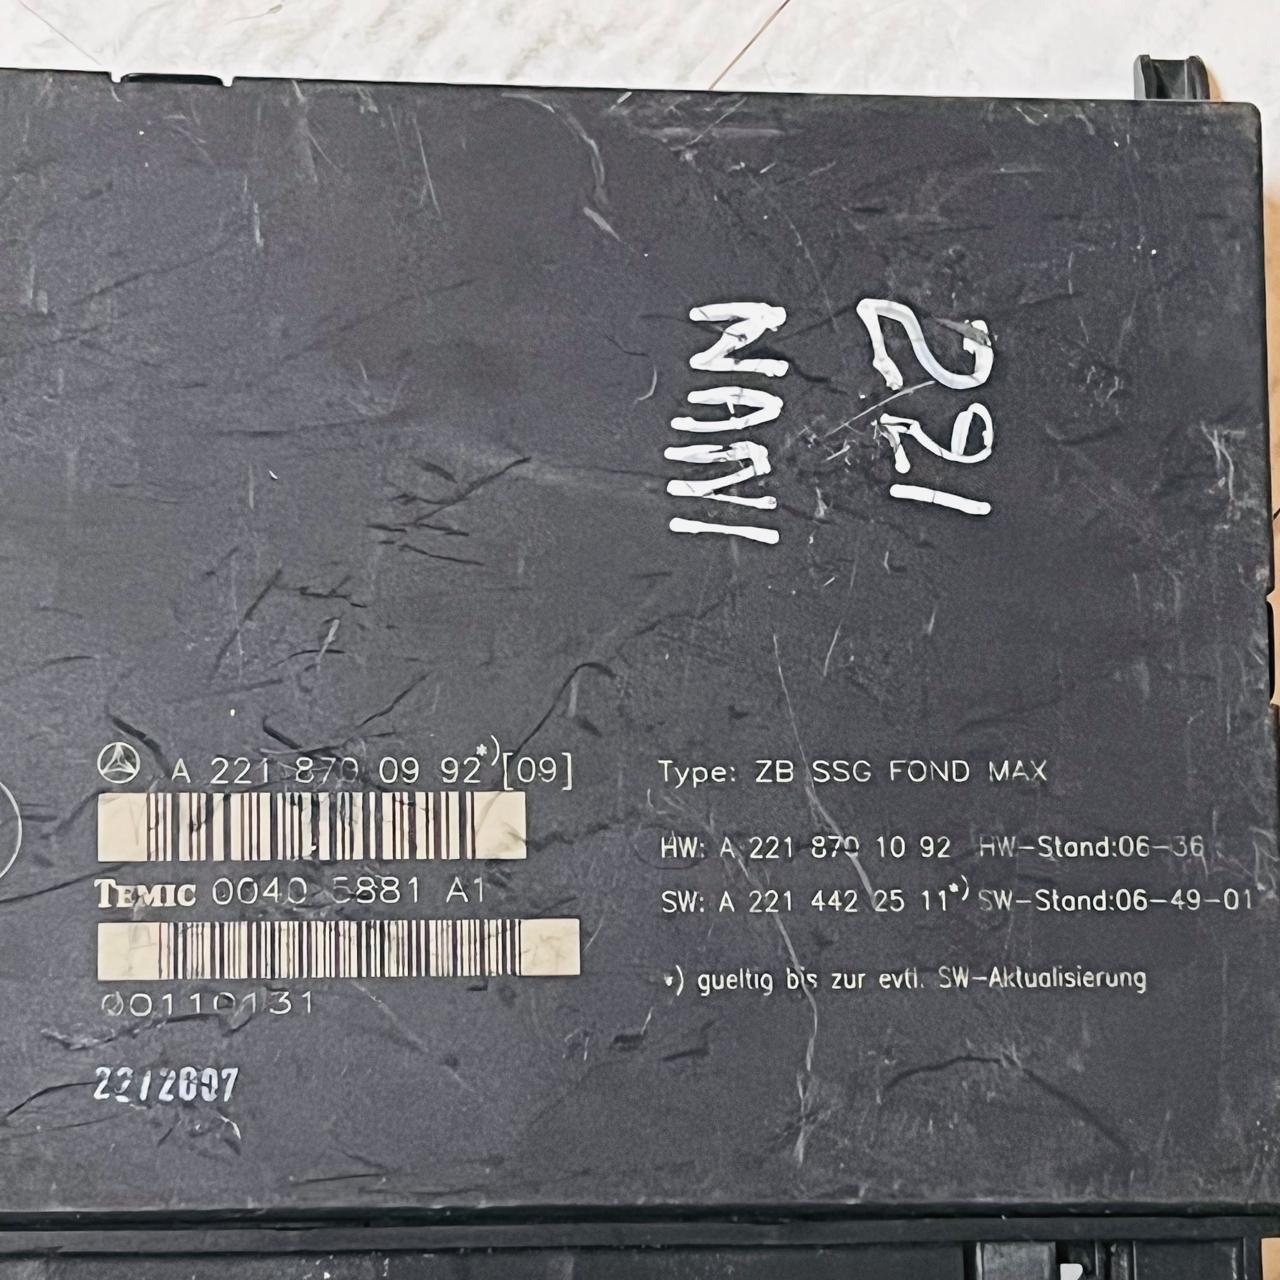 A 221 870 09 92*)[09]
TEMIC 0040 5881 A1
00110131
22/2007
Type: ZB SSG FOND MAX
HW: A 221 870 10 92 HW-Stand:06-36
SW: A 221 442 25 11*) SW-Stand:06-49-01
*) gueltig bis zur evtl. SW-Aktualisierung